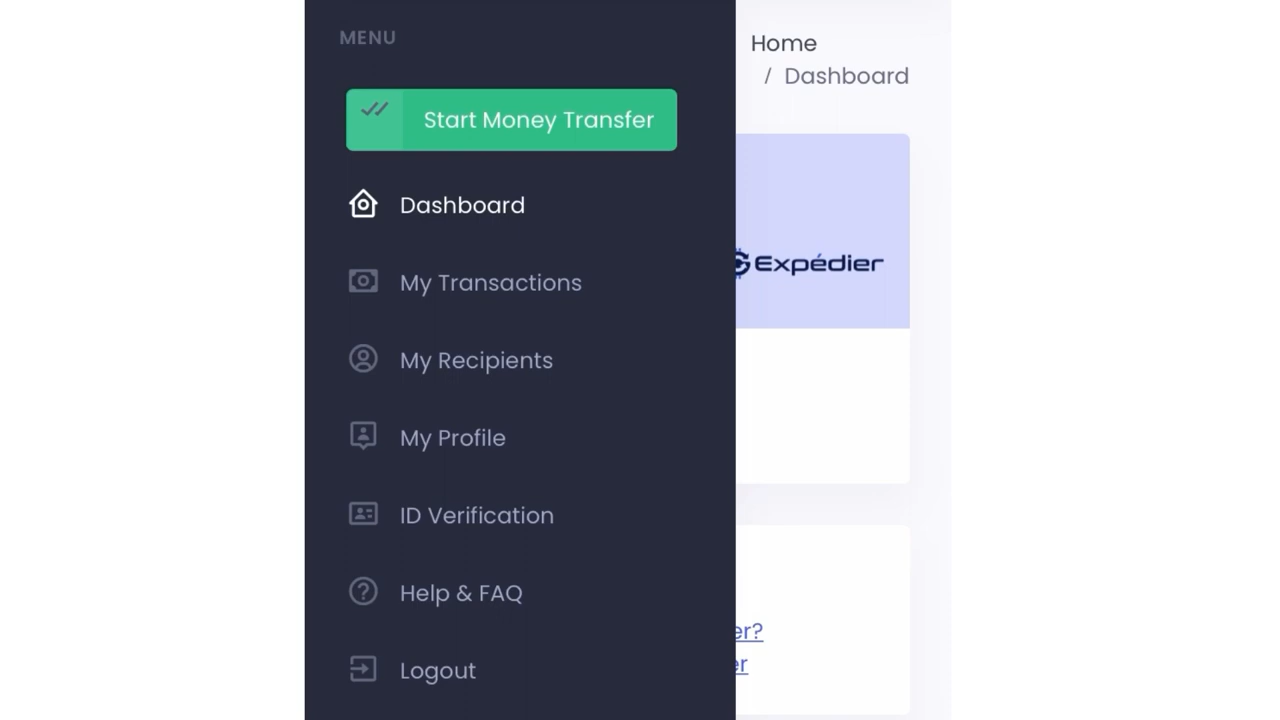 MENU
Start Money Transfer
Dashboard
My Transactions
My Recipients
My Profile
ID Verification
Help & FAQ
Logout
Home
/ Dashboard
Expédier